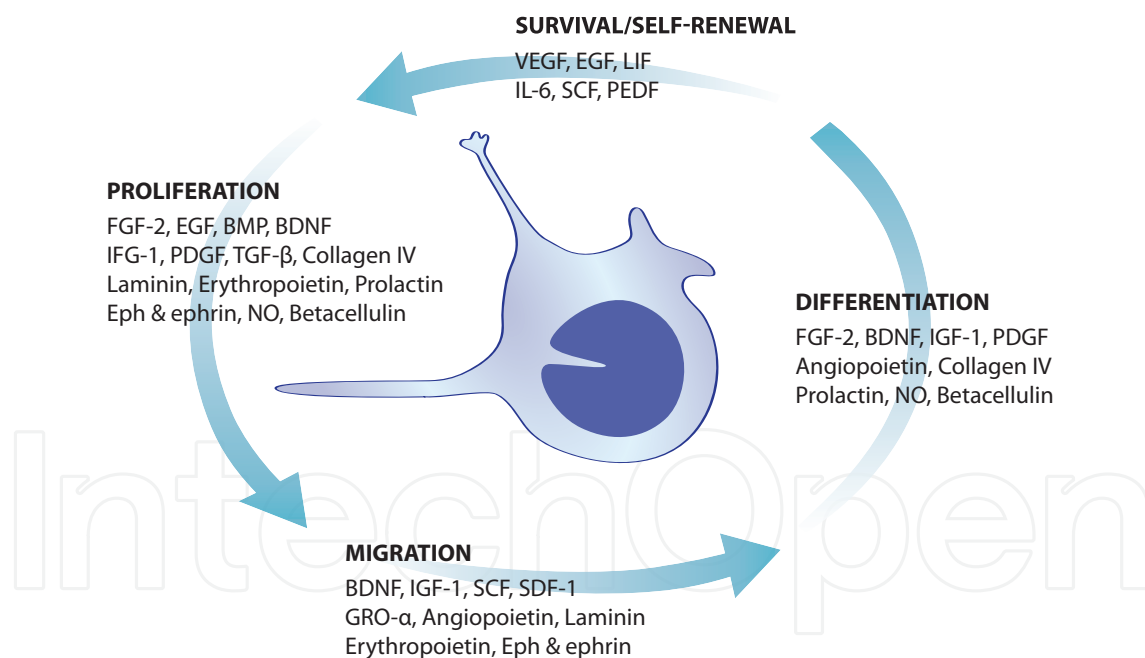 SURVIVAL/SELF-RENEWAL
VEGF, EGF, LIF
IL-6, SCF, PEDF
PROLIFERATION
FGF-2, EGF, BMP, BDNF
IFG-1, PDGF, TGF-β, Collagen IV
Laminin, Erythropoietin, Prolactin
Eph & ephrin, NO, Betacellulin
DIFFERENTIATION
FGF-2, BDNF, IGF-1, PDGF
Angiopoietin, Collagen IV
Prolactin, NO, Betacellulin
IntechOpen
MIGRATION
BDNF, IGF-1, SCF, SDF-1
GRO-α, Angiopoietin, Laminin
Erythropoietin, Eph & ephrin